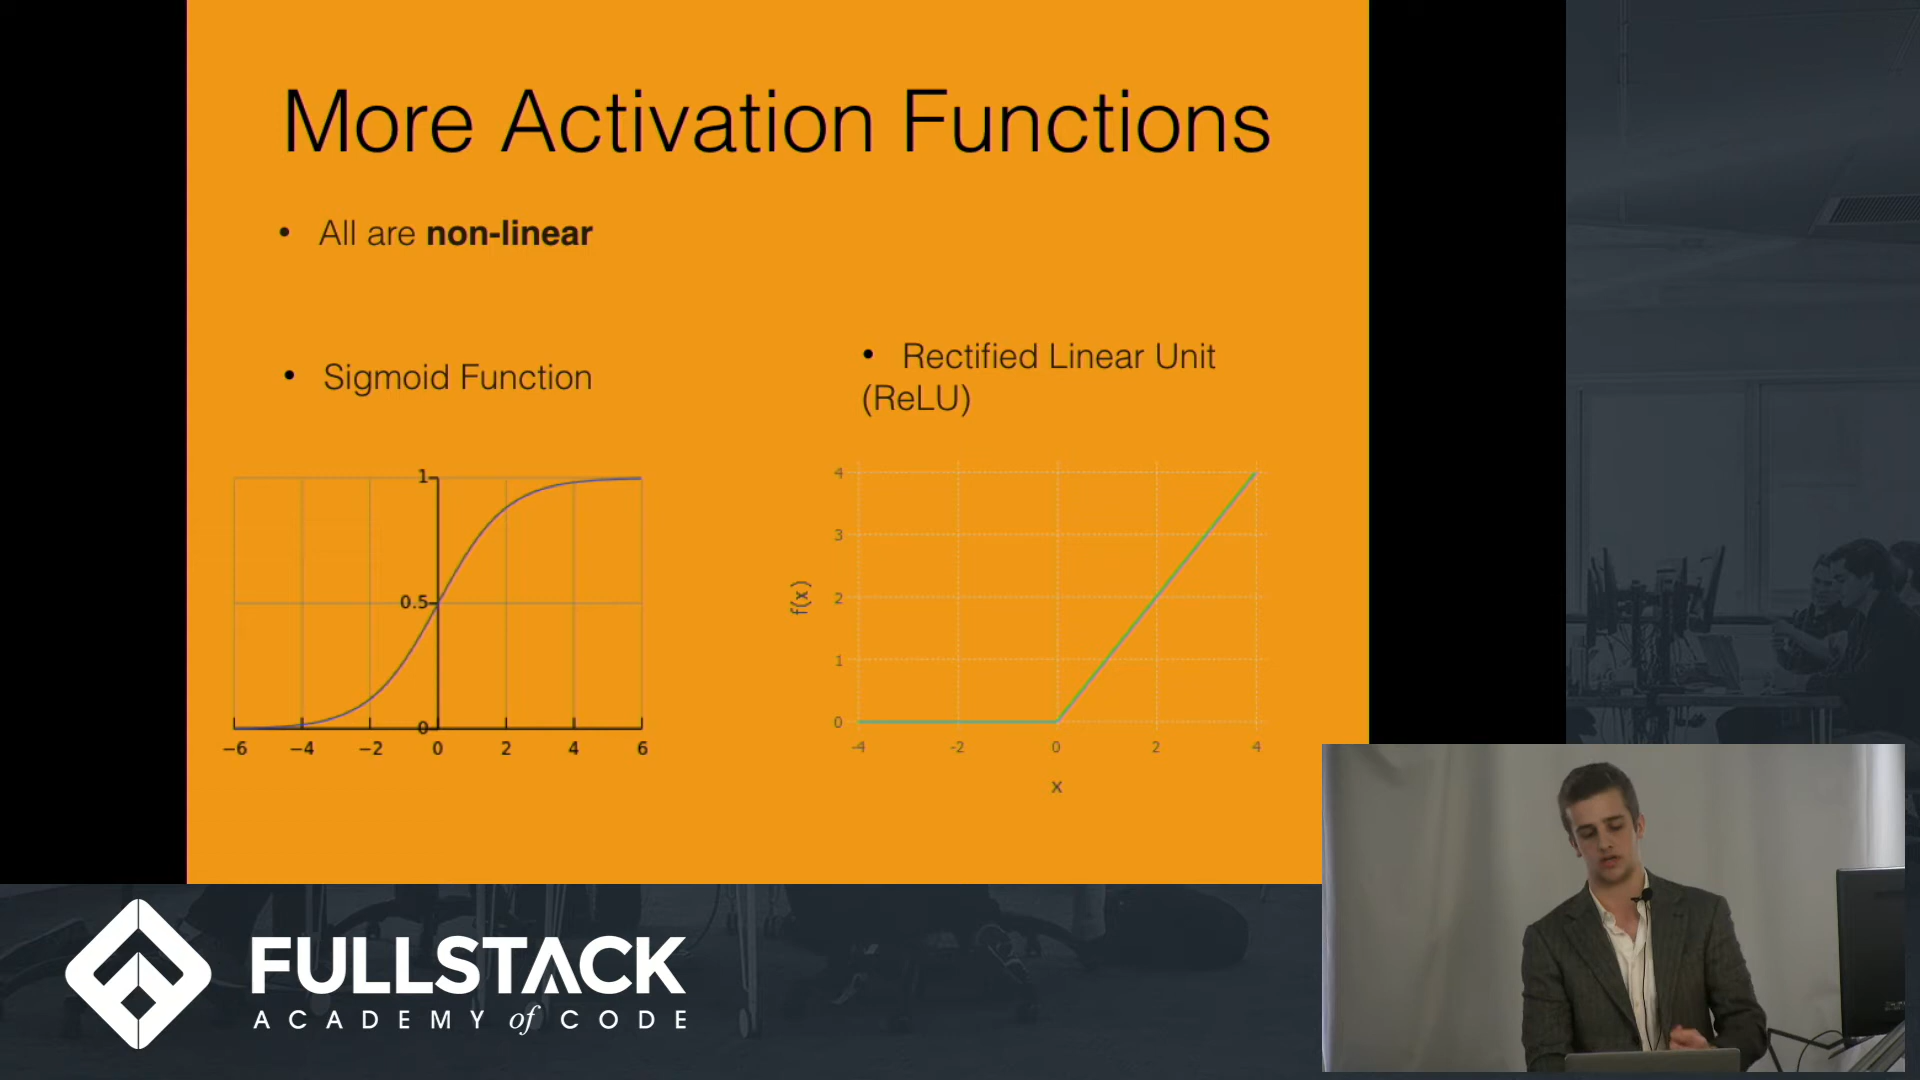 More Activation Functions
• All are non-linear
• Sigmoid Function
• Rectified Linear Unit
(ReLU)
1
0.5
0
−6 −4 −2 0 2 4 6
4
3
2
1
0
f(x)
-4 -2 0 2 4
x
FULLSTACK
ACADEMY of CODE